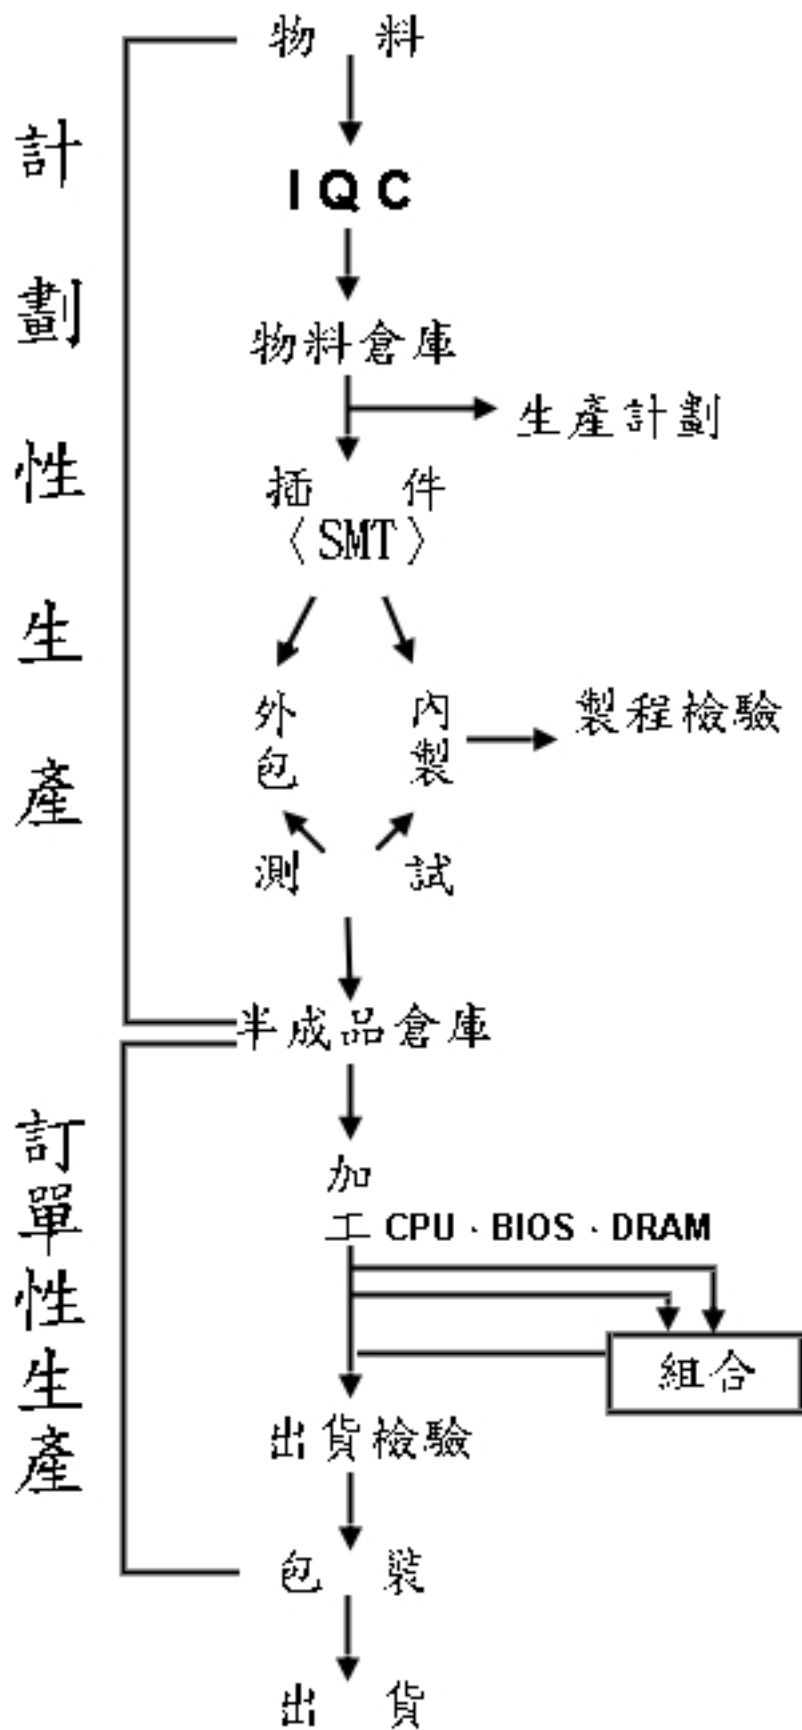 計劃性生產
物料
IQC
物料倉庫
生產計劃
插件
〈SMT〉
外包
內製
製程檢驗
測試
半成品倉庫
訂單性生產
加
工 CPU · BIOS · DRAM
組合
出貨檢驗
包裝
出貨